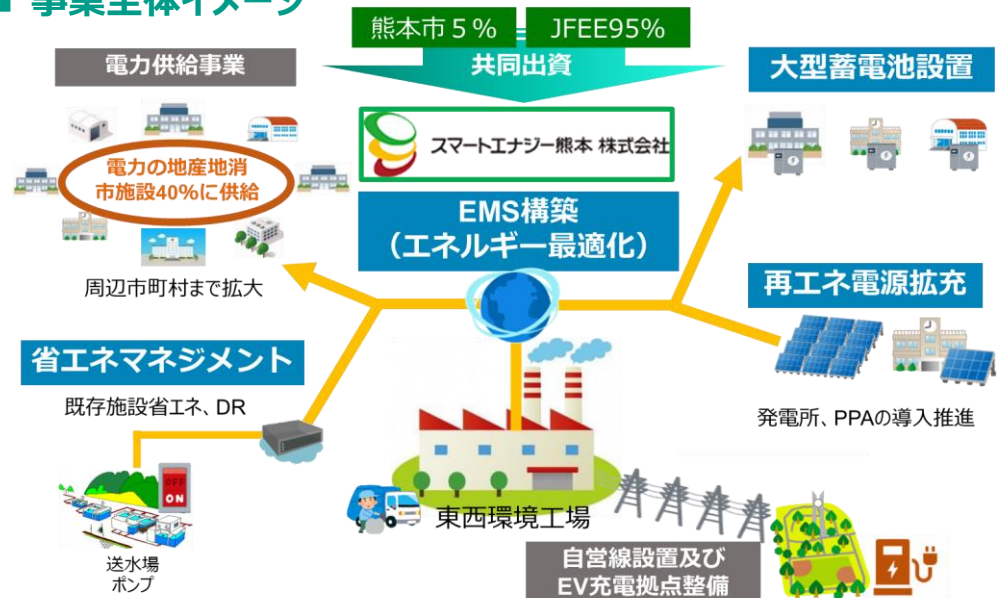 ■ 事業全体イメージ
熊本市５％
JFEE95%
共同出資
スマートエナジー熊本 株式会社
電力供給事業
電力の地産地消
市施設40%に供給
周辺市町村まで拡大
EMS構築
（エネルギー最適化）
大型蓄電池設置
再エネ電源拡充
発電所、PPAの導入推進
省エネマネジメント
既存施設省エネ、DR
OFF
ON
送水場
ポンプ
東西環境工場
自営線設置及び
EV充電拠点整備